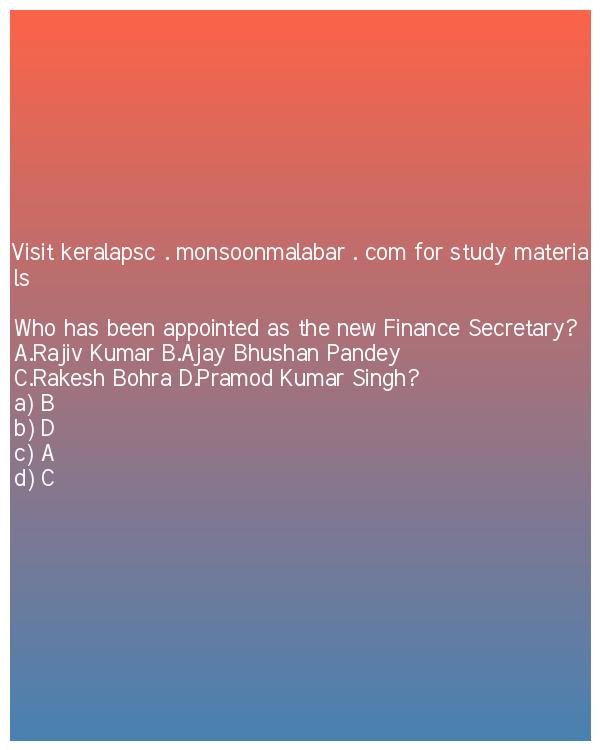 Visit keralapsc . monsoonmalabar . com for study materia
ls
Who has been appointed as the new Finance Secretary?
A.Rajiv Kumar B.Ajay Bhushan Pandey
C.Rakesh Bohra D.Pramod Kumar Singh?
a) B
b) D
c) A
d) C